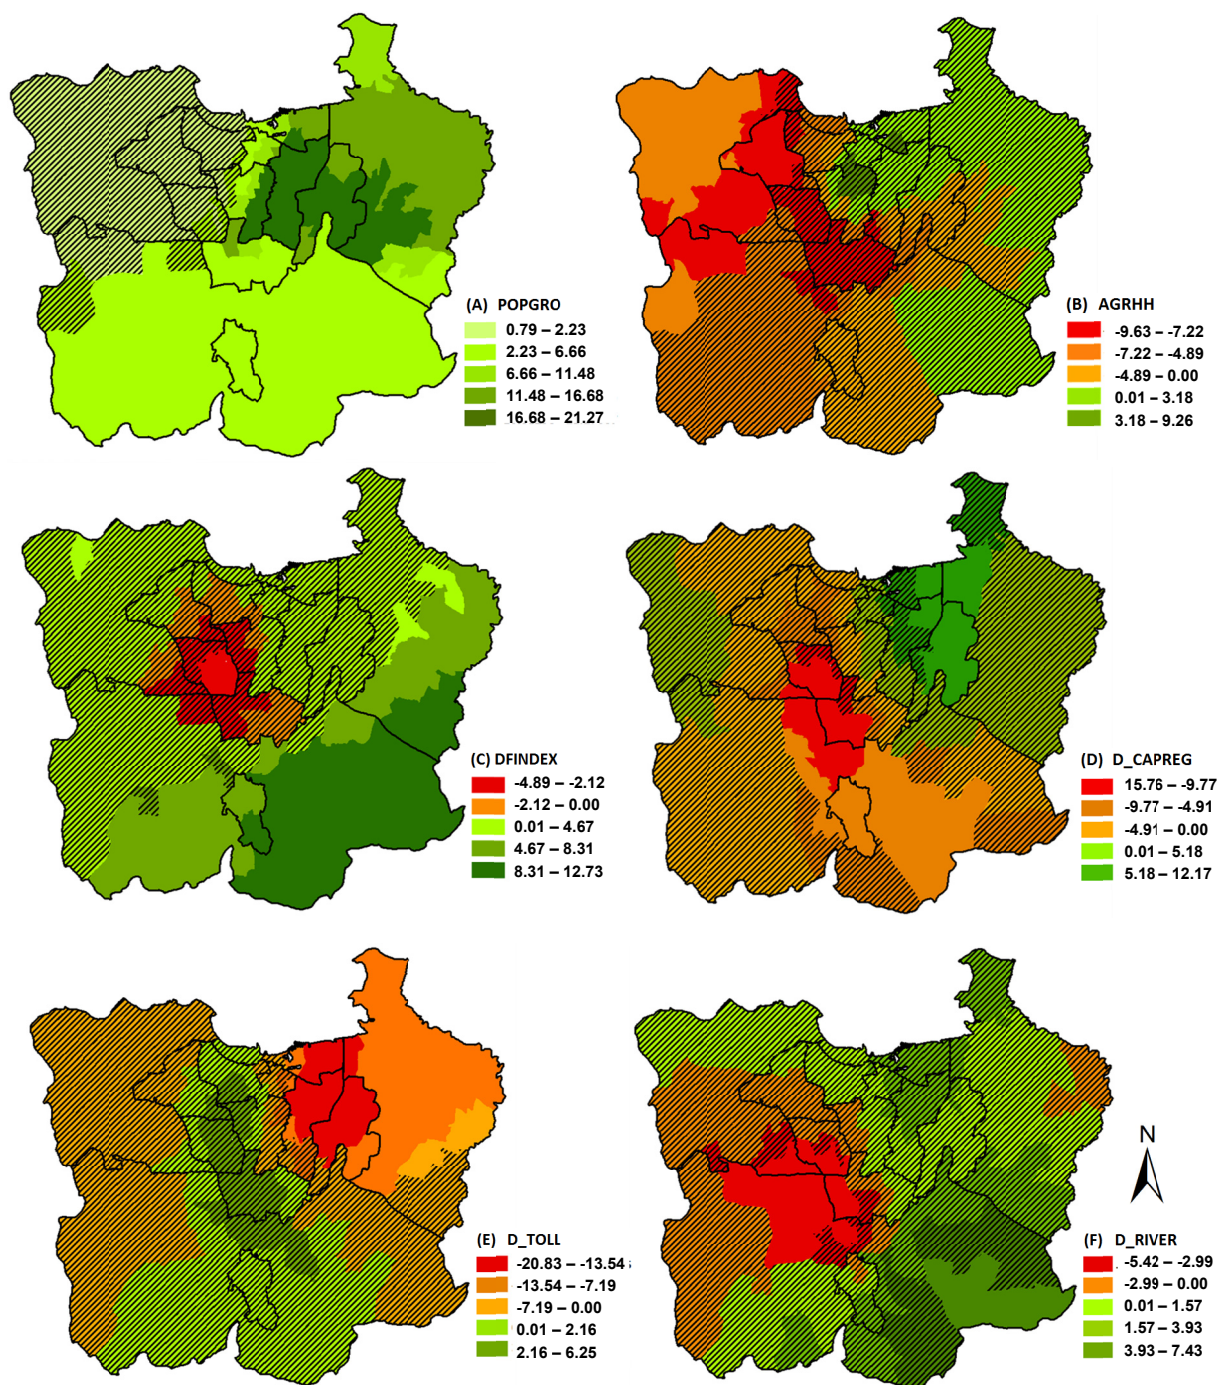 (A) POPGRO
0.79 – 2.23
2.23 – 6.66
6.66 – 11.48
11.48 – 16.68
16.68 – 21.27
(B) AGRHH
-9.63 – -7.22
-7.22 – -4.89
-4.89 – 0.00
0.01 – 3.18
3.18 – 9.26
(C) DFINDEX
-4.89 – -2.12
-2.12 – 0.00
0.01 – 4.67
4.67 – 8.31
8.31 – 12.73
(D) D_CAPREG
15.76 – -9.77
-9.77 – -4.91
-4.91 – 0.00
0.01 – 5.18
5.18 – 12.17
(E) D_TOLL
-20.83 – -13.54
-13.54 – -7.19
-7.19 – 0.00
0.01 – 2.16
2.16 – 6.25
N
(F) D_RIVER
-5.42 – -2.99
-2.99 – 0.00
0.01 – 1.57
1.57 – 3.93
3.93 – 7.43